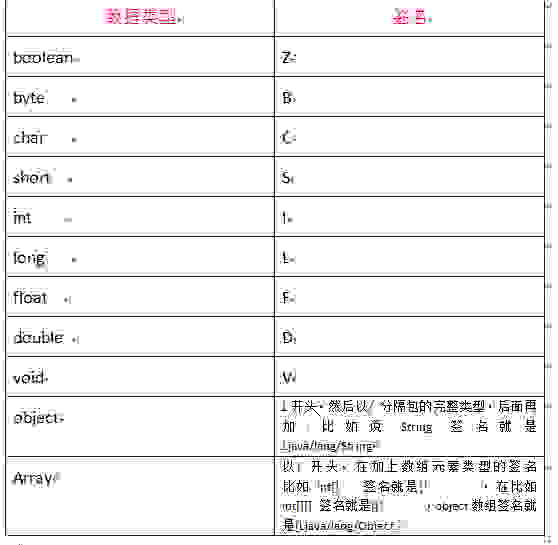 数据类型 签名
boolean Z
byte B
char C
short S
int I
long L
float F
double D
void V
object L开头，然后以/ 分隔包的完整类型，后面再
加 ; 比如说 String 签名就是
Ljava/lang/String
Array 以[ 开头，在加上数组元素类型的签名
比如 int[] 签名就是[I ，在比如
int[][] 签名就是[[ object 数组签名就
是[Ljava/lang/Object